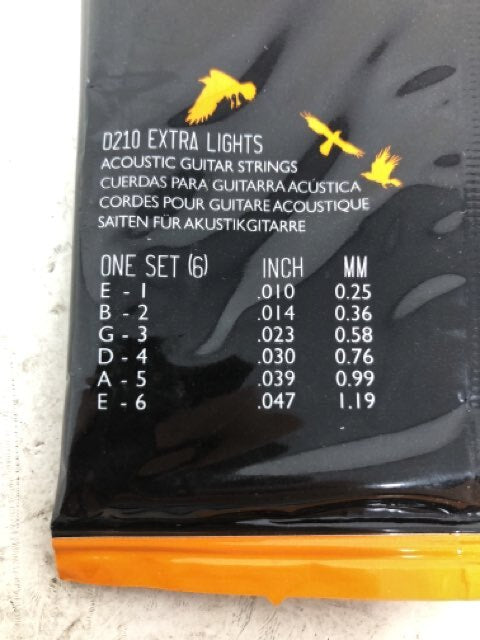 D210 EXTRA LIGHTS
ACOUSTIC GUITAR STRINGS
CUERDAS PARA GUITARRA ACÚSTICA
CORDES POUR GUITARE ACOUSTIQUE
SAITEN FÜR AKUSTIKGITARRE
ONE SET (6) INCH MM
E - 1 .010 0.25
B - 2 .014 0.36
G - 3 .023 0.58
D - 4 .030 0.76
A - 5 .039 0.99
E - 6 .047 1.19